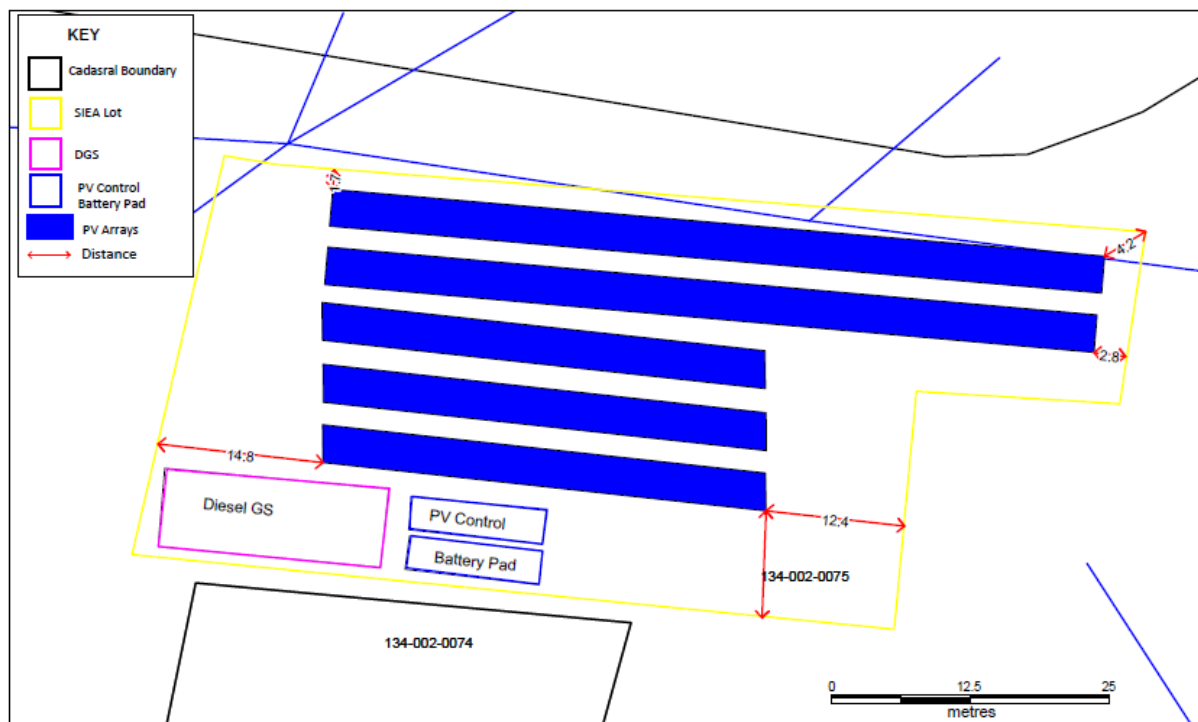 KEY
Cadasral Boundary
SIEA Lot
DGS
PV Control
Battery Pad
PV Arrays
Distance
1:7
4:2
2:8
14:8
12:4
Diesel GS
PV Control
Battery Pad
134-002-0075
134-002-0074
0 12.5 25
metres